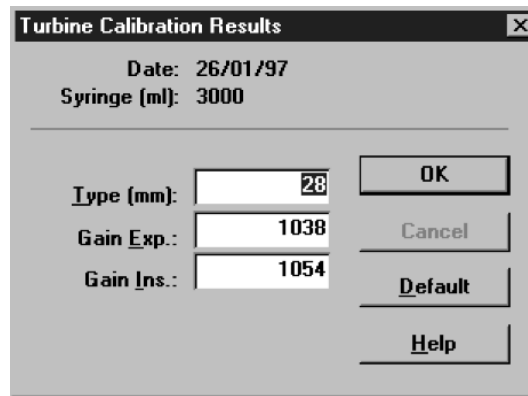 Turbine Calibration Results
Date: 26/01/97
Syringe (ml): 3000
Type (mm): 28
Gain Exp.: 1038
Gain Ins.: 1054
OK
Cancel
Default
Help